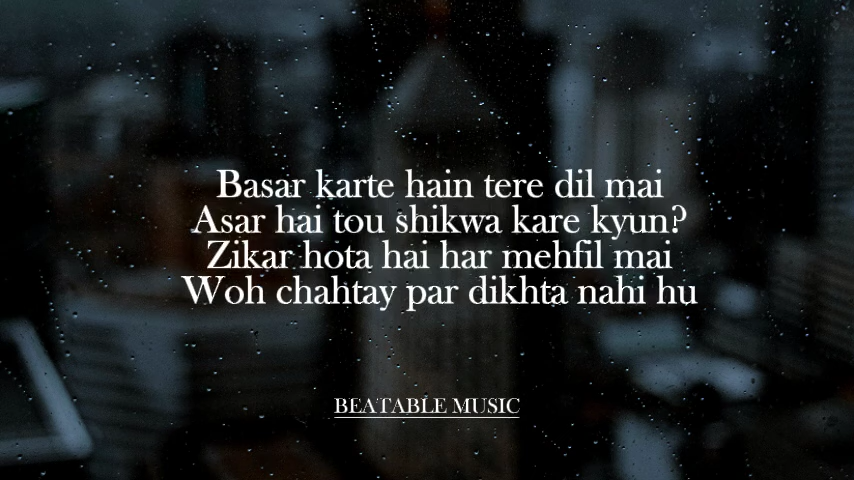 Basar karte hain tere dil mai
Asar hai tou shikwa kare kyun?
Zikar hota hai har mehfil mai
Woh chahtay par dikhta nahi hu
BEATABLE MUSIC